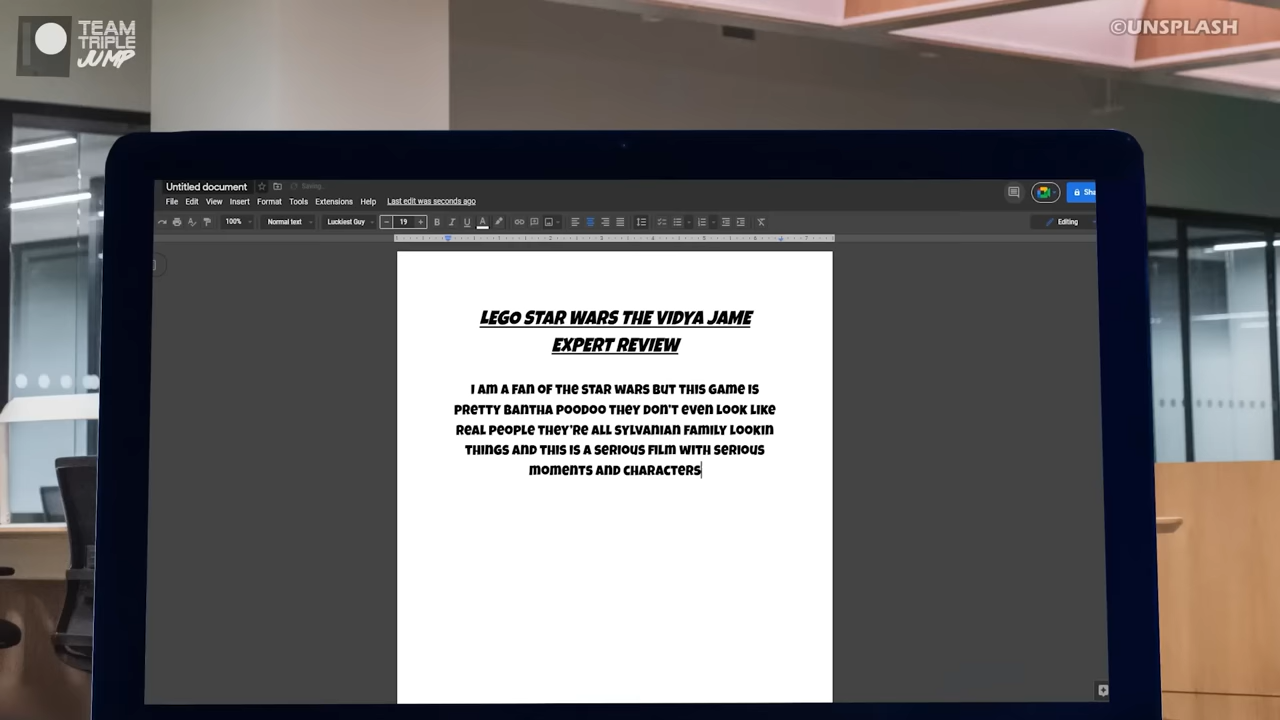 TEAM
TRIPLE
JUMP
©UNSPLASH
Untitled document
Saving...
File Edit View Insert Format Tools Extensions Help Last edit was seconds ago
Sha
100% Normal text Luckiest Guy 19 Editing
LEGO STAR WARS THE VIDYA JAME
EXPERT REVIEW
I AM A FAN OF THE STAR WARS BUT THIS GAME IS
PRETTY BANTHA POODOO THEY DON'T EVEN LOOK LIKE
REAL PEOPLE THEY'RE ALL SYLVANIAN FAMILY LOOKIN
THINGS AND THIS IS A SERIOUS FILM WITH SERIOUS
MOMENTS AND CHARACTERS